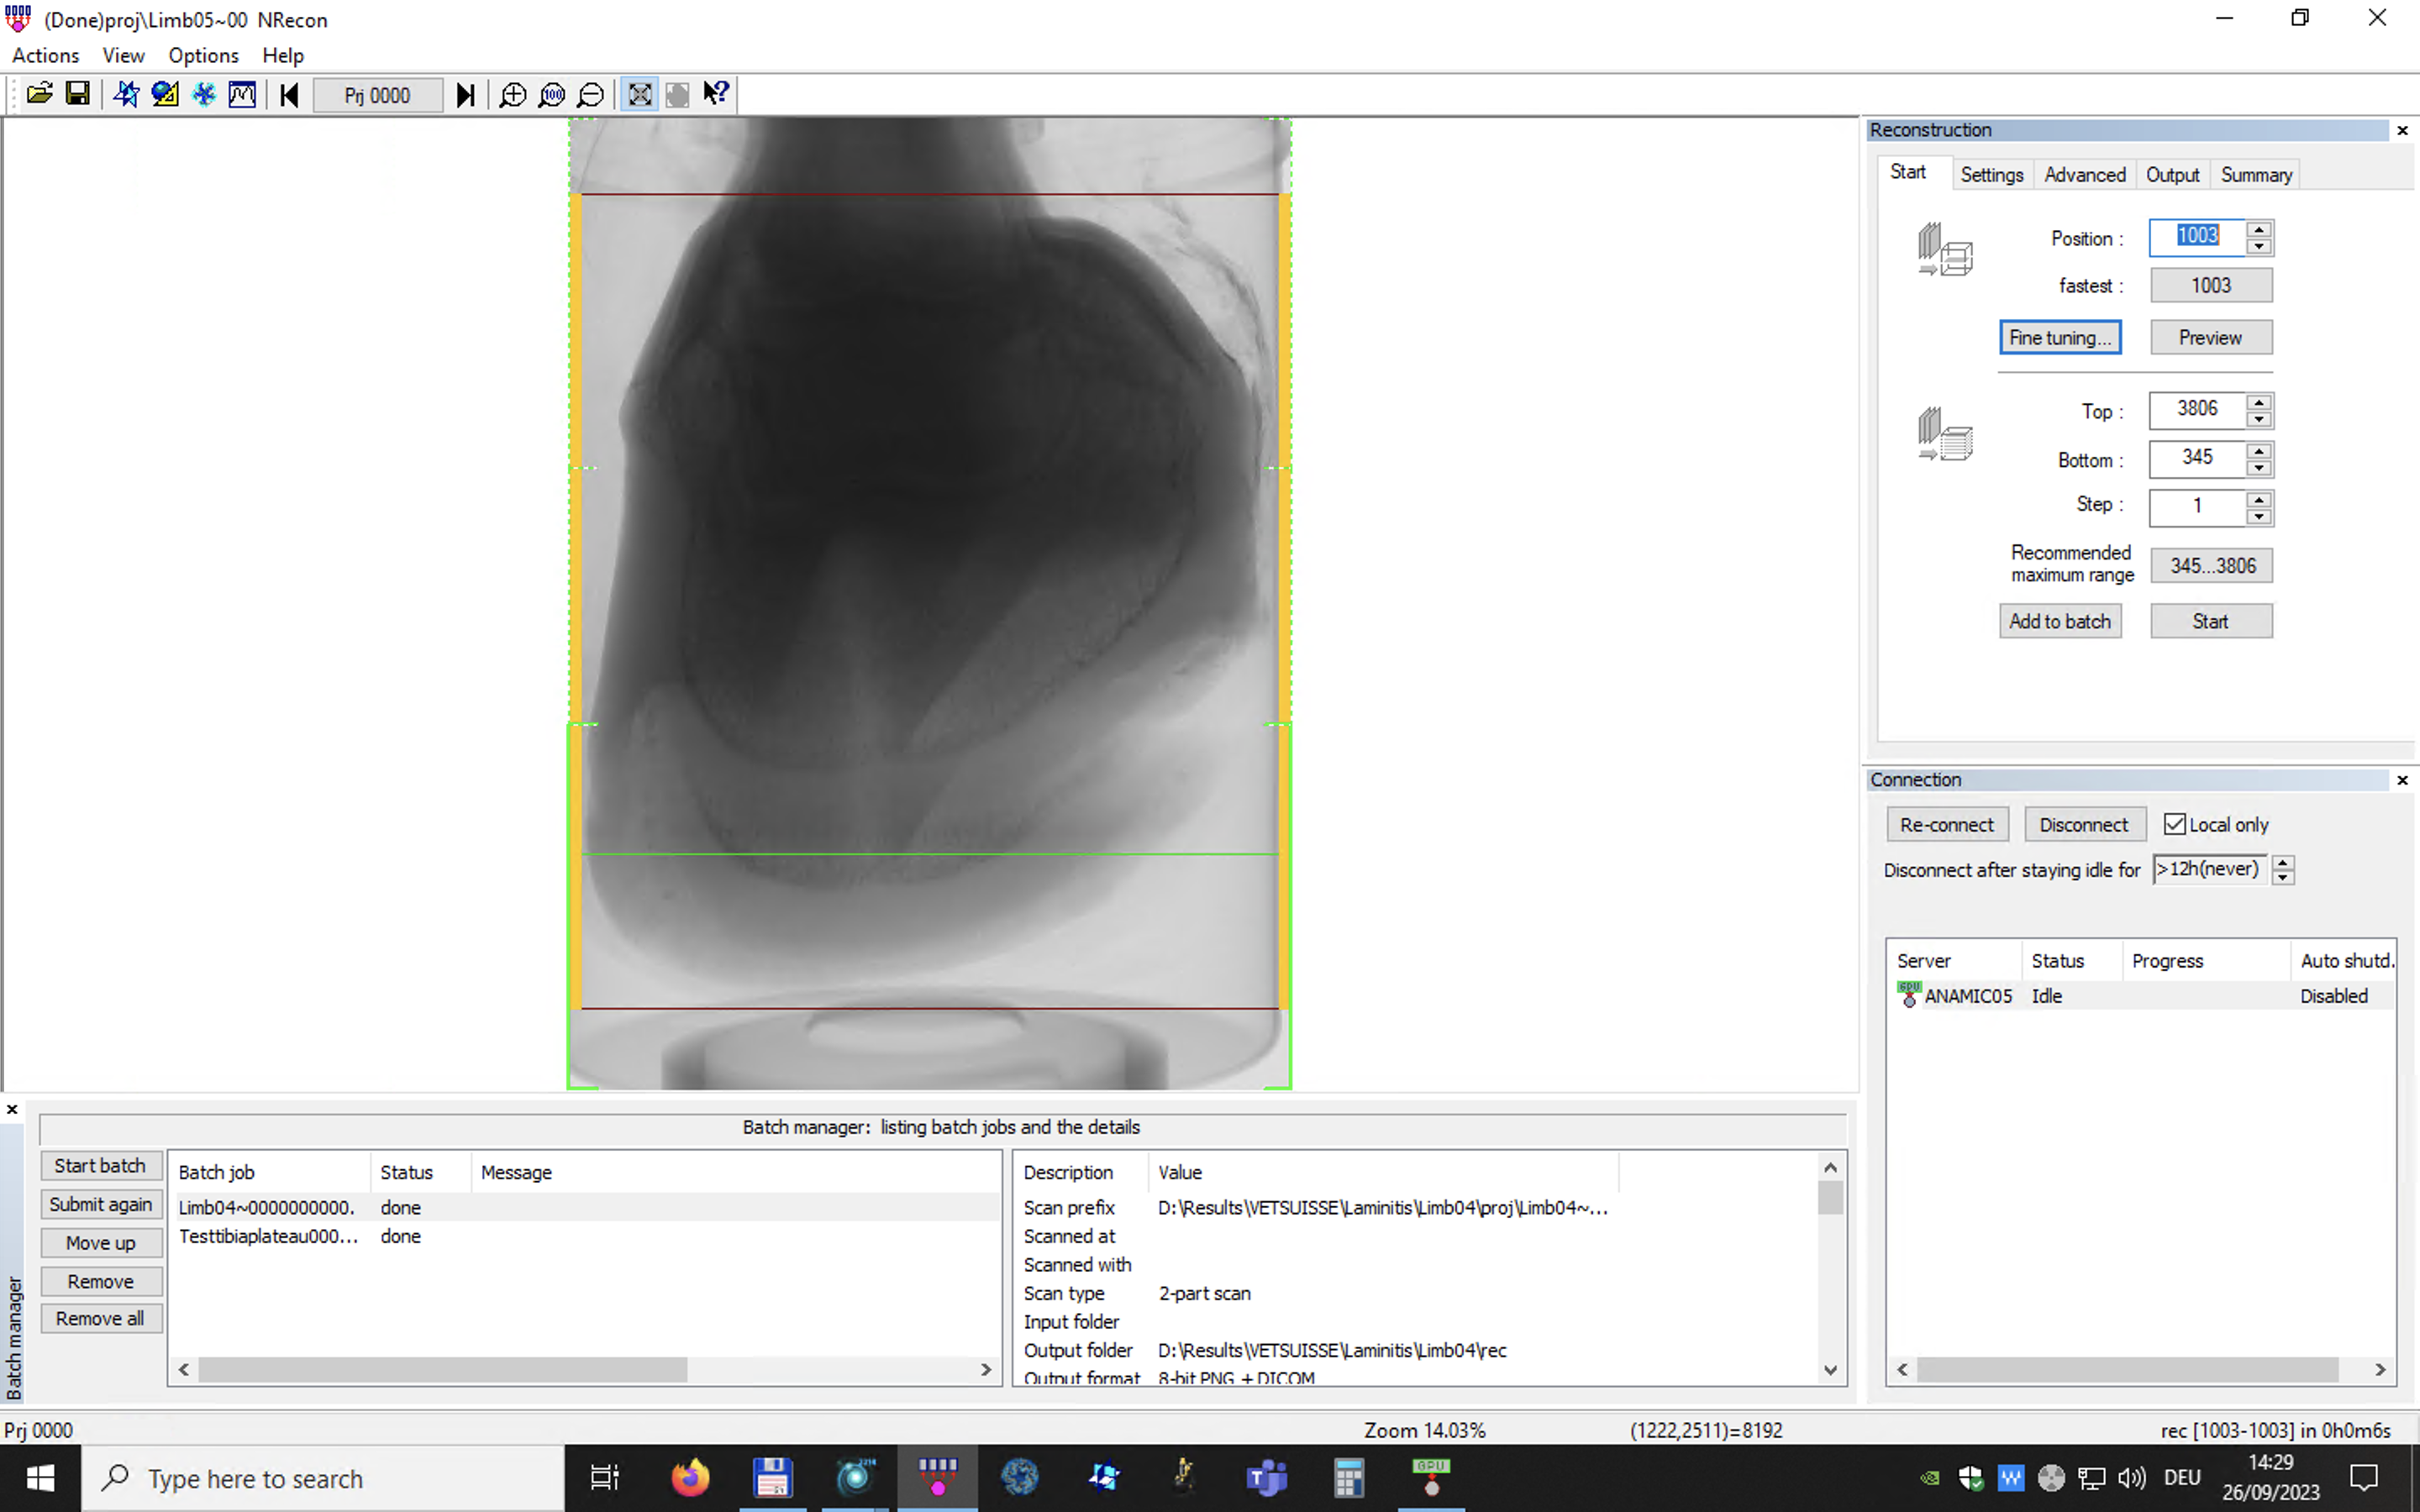 (Done)proj\Limb05~00 NRecon
Actions View Options Help
Prj 0000
100
Reconstruction
Start Settings Advanced Output Summary
Position : 1003
fastest : 1003
Fine tuning... Preview
Top : 3806
Bottom : 345
Step : 1
Recommended
maximum range 345...3806
Add to batch Start
Connection
Re-connect Disconnect Local only
Disconnect after staying idle for >12h(never)
Server Status Progress Auto shutd.
GPU ANAMIC05 Idle Disabled
Batch manager
Batch manager: listing batch jobs and the details
Start batch
Submit again
Move up
Remove
Remove all
Batch job Status Message
Limb04~0000000000. done
Testtibiaplateau000... done
Description Value
Scan prefix D:\Results\VETSUISSE\Laminitis\Limb04\proj\Limb04~...
Scanned at
Scanned with
Scan type 2-part scan
Input folder
Output folder D:\Results\VETSUISSE\Laminitis\Limb04\rec
Output format 8-bit PNG + DICOM
Prj 0000 Zoom 14.03% (1222,2511)=8192 rec [1003-1003] in 0h0m6s
Type here to search
GPU
DEU
14:29
26/09/2023